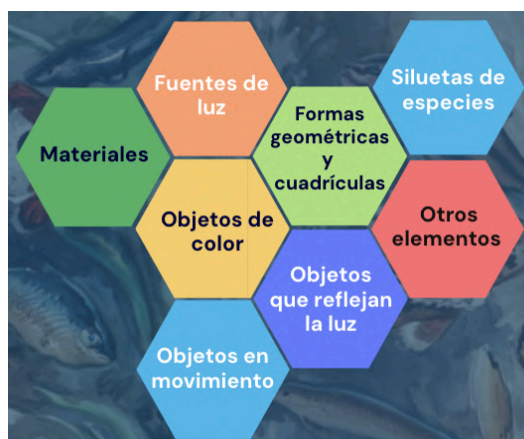 Fuentes de
luz
Siluetas de
especies
Materiales
Formas
geométricas
y
cuadrículas
Objetos de
color
Otros
elementos
Objetos
que reflejan
la luz
Objetos en
movimiento